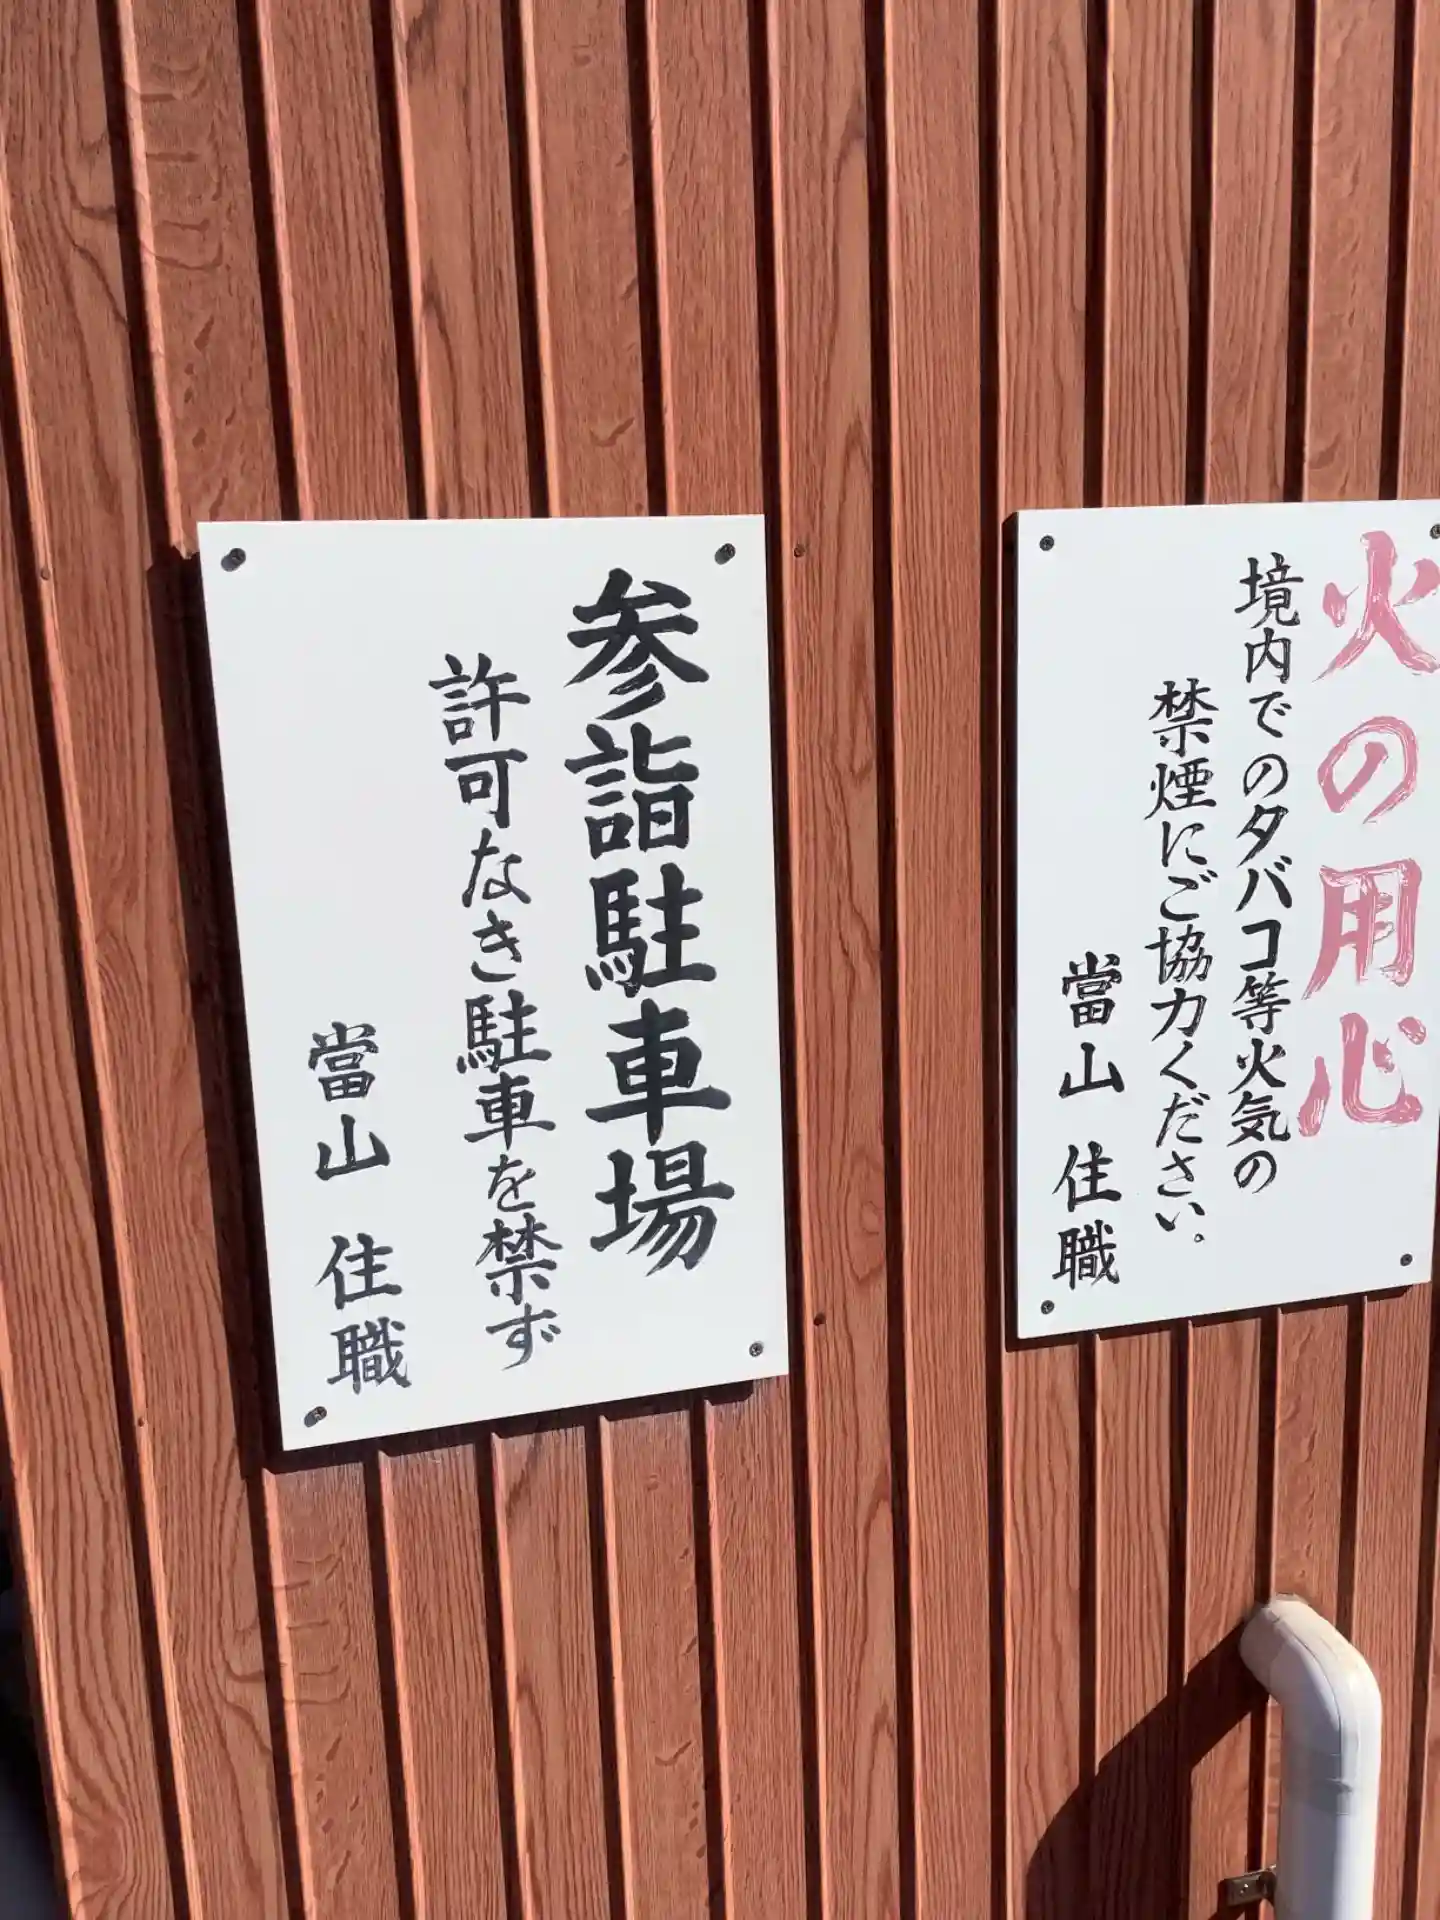 火の用心
境内でのタバコ等火気の
禁煙にご協力ください。
當山 住職
参詣駐車場
許可なき駐車を禁ず
當山 住職